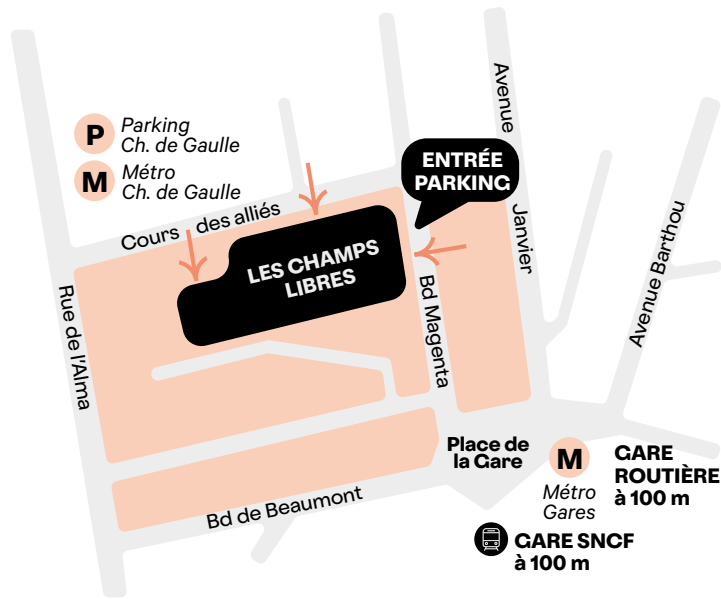 P
Parking
Ch. de Gaulle
M
Métro
Ch. de Gaulle
Cours des alliés
ENTRÉE
PARKING
Avenue Janvier
Avenue Barthou
LES CHAMPS
LIBRES
Bd Magenta
Rue de l'Alma
Place de
la Gare
M
Métro
Gares
GARE
ROUTIÈRE
à 100 m
Bd de Beaumont
GARE SNCF
à 100 m